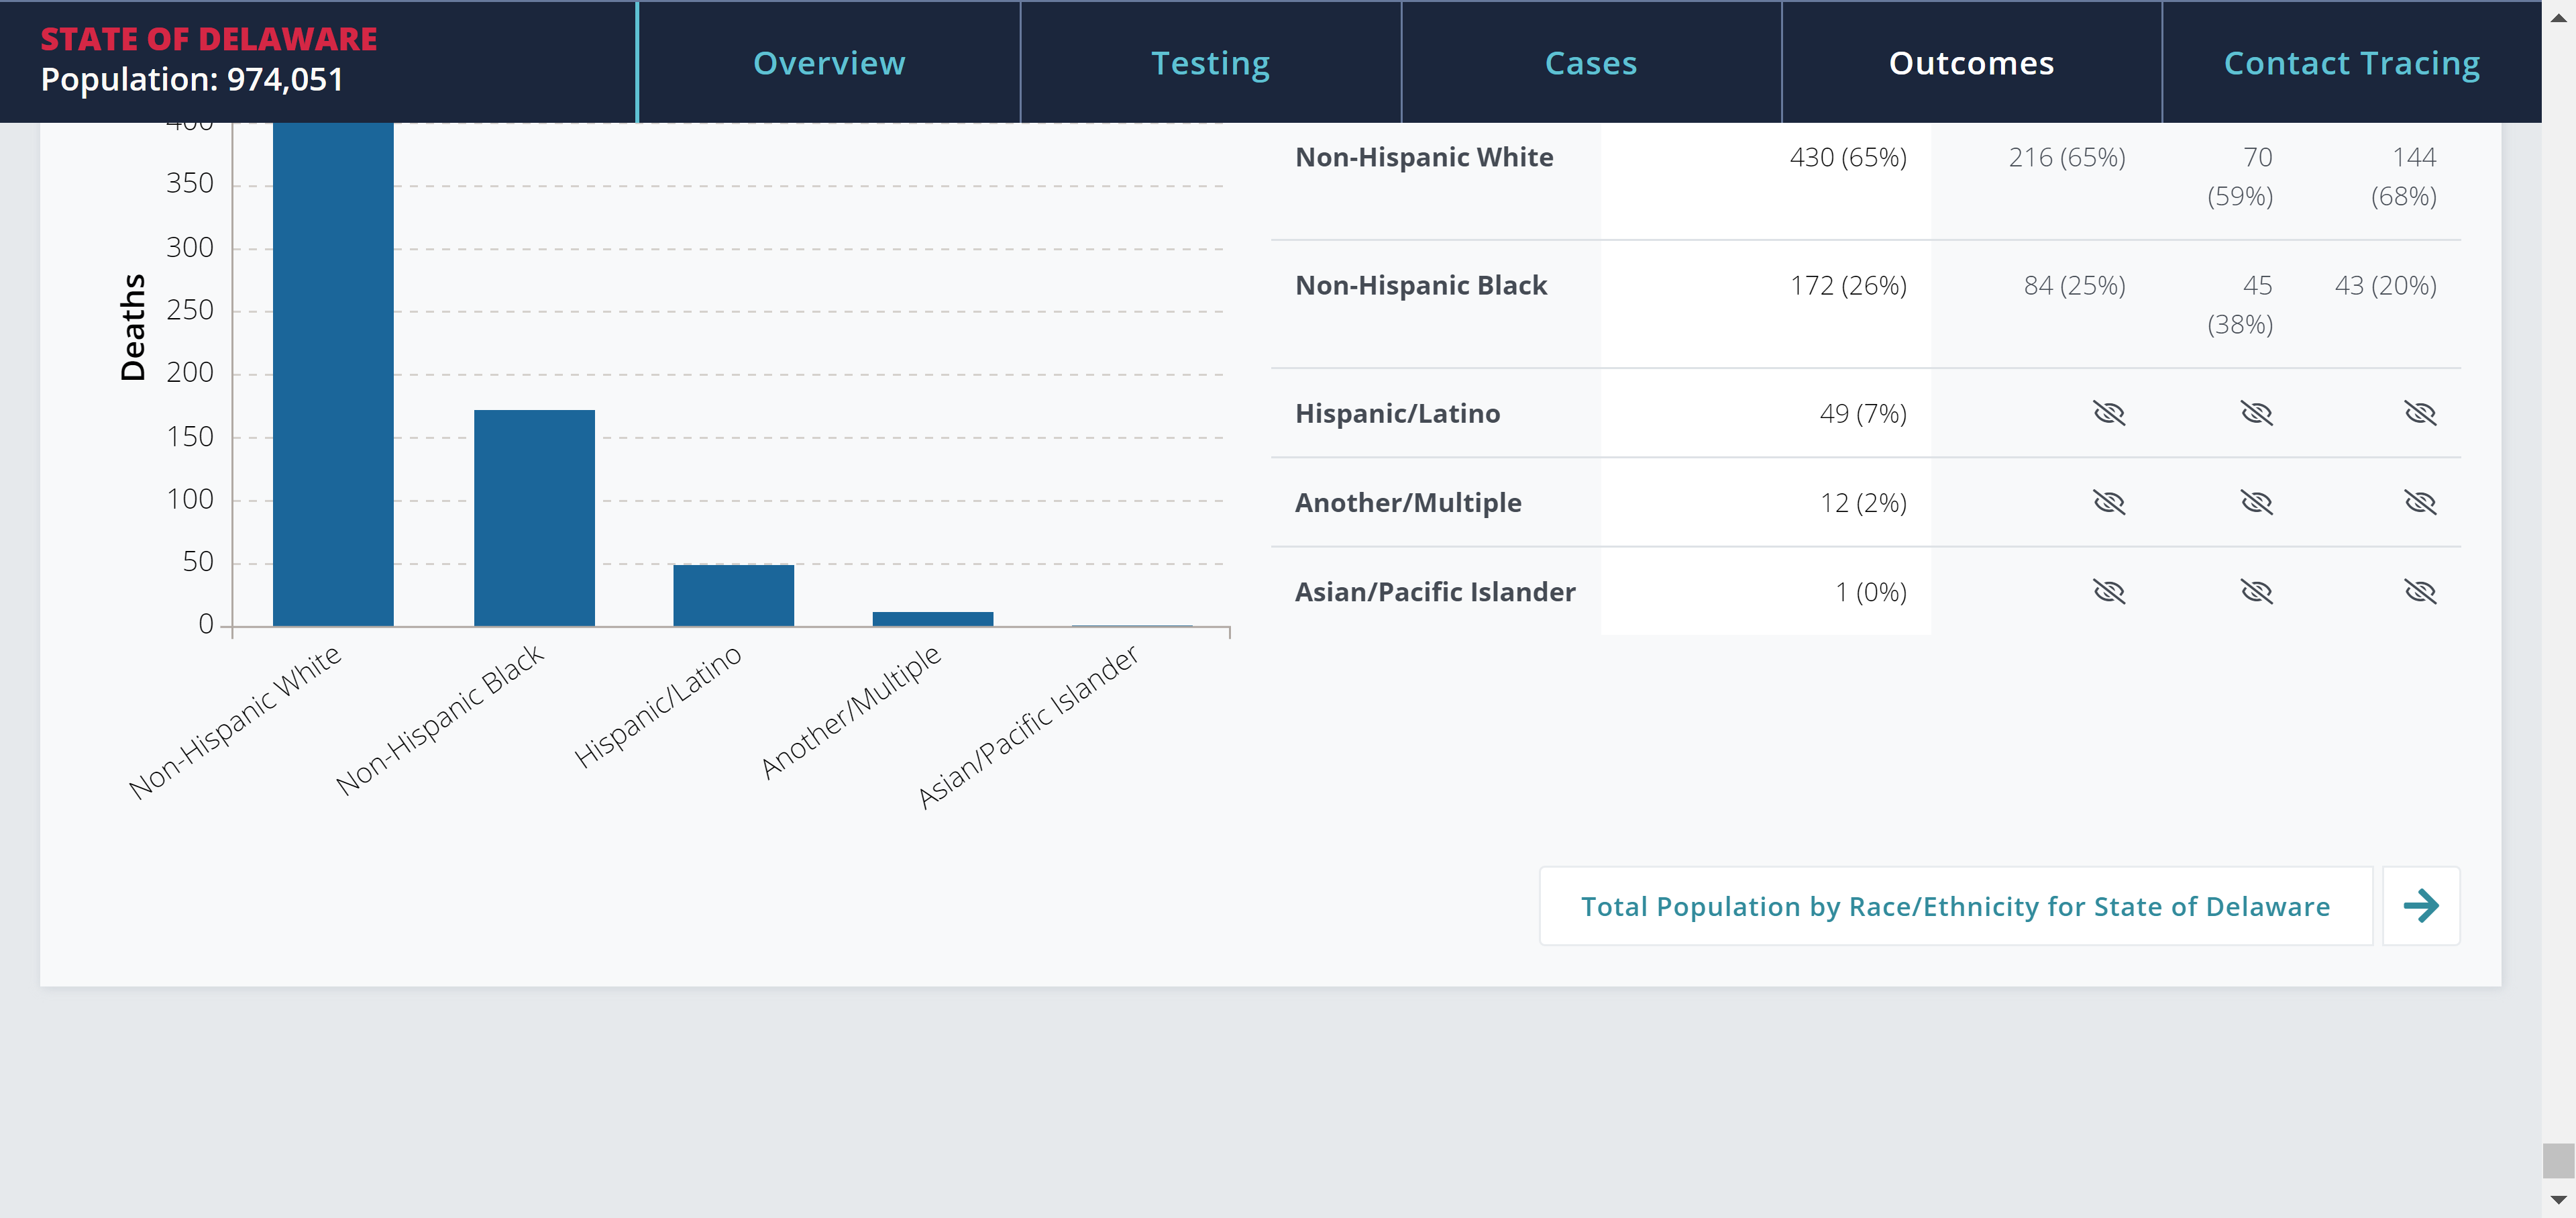 STATE OF DELAWARE
Population: 974,051
Overview
Testing
Cases
Outcomes
Contact Tracing
400
350
300
250
200
150
100
50
0
Deaths
Non-Hispanic White
Non-Hispanic Black
Hispanic/Latino
Another/Multiple
Asian/Pacific Islander
Non-Hispanic White 430 (65%) 216 (65%) 70 144
(59%) (68%)
Non-Hispanic Black 172 (26%) 84 (25%) 45 43 (20%)
(38%)
Hispanic/Latino 49 (7%)
Another/Multiple 12 (2%)
Asian/Pacific Islander 1 (0%)
Total Population by Race/Ethnicity for State of Delaware